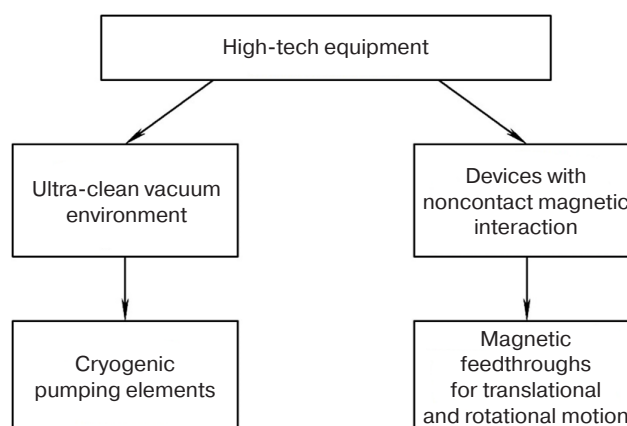 High-tech equipment
Ultra-clean vacuum
environment
Devices with
noncontact magnetic
interaction
Cryogenic
pumping elements
Magnetic
feedthroughs
for translational
and rotational motion